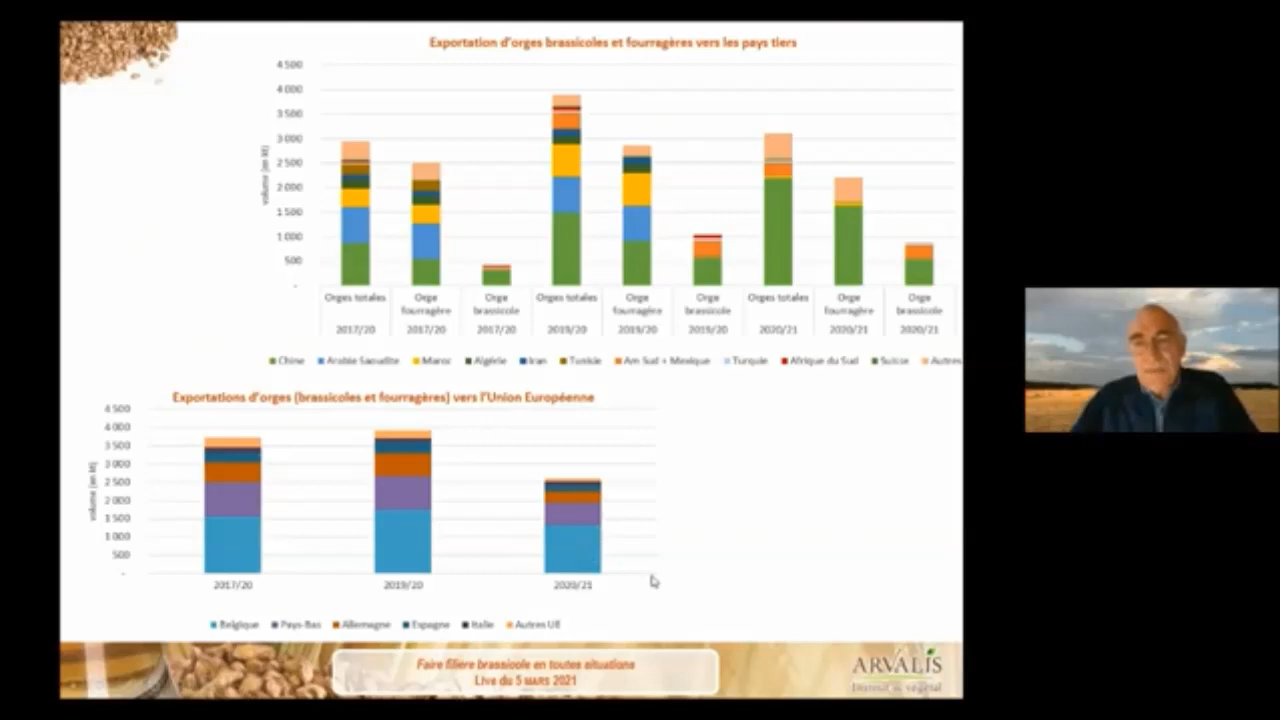 Exportation d'orges brassicoles et fourragères vers les pays tiers
volume (en kt)
4 500
4 000
3 500
3 000
2 500
2 000
1 500
1 000
500
-
Orges totales
Orge fourragère
Orge brassicole
Orges totales
Orge fourragère
Orge brassicole
Orges totales
Orge fourragère
Orge brassicole
2017/20
2017/20
2017/20
2019/20
2019/20
2019/20
2020/21
2020/21
2020/21
Chine Arabie Saoudite Maroc Algérie Iran Tunisie Am Sud + Mexique Turquie Afrique du Sud Suisse Autres
Exportations d'orges (brassicoles et fourragères) vers l'Union Européenne
volume (en kt)
4 500
4 000
3 500
3 000
2 500
2 000
1 500
1 000
500
-
2017/20
2019/20
2020/21
Belgique Pays-Bas Allemagne Espagne Italie Autres UE
Faire filière brassicole en toutes situations
Live du 5 MARS 2021
ARVALIS
Institut du végétal